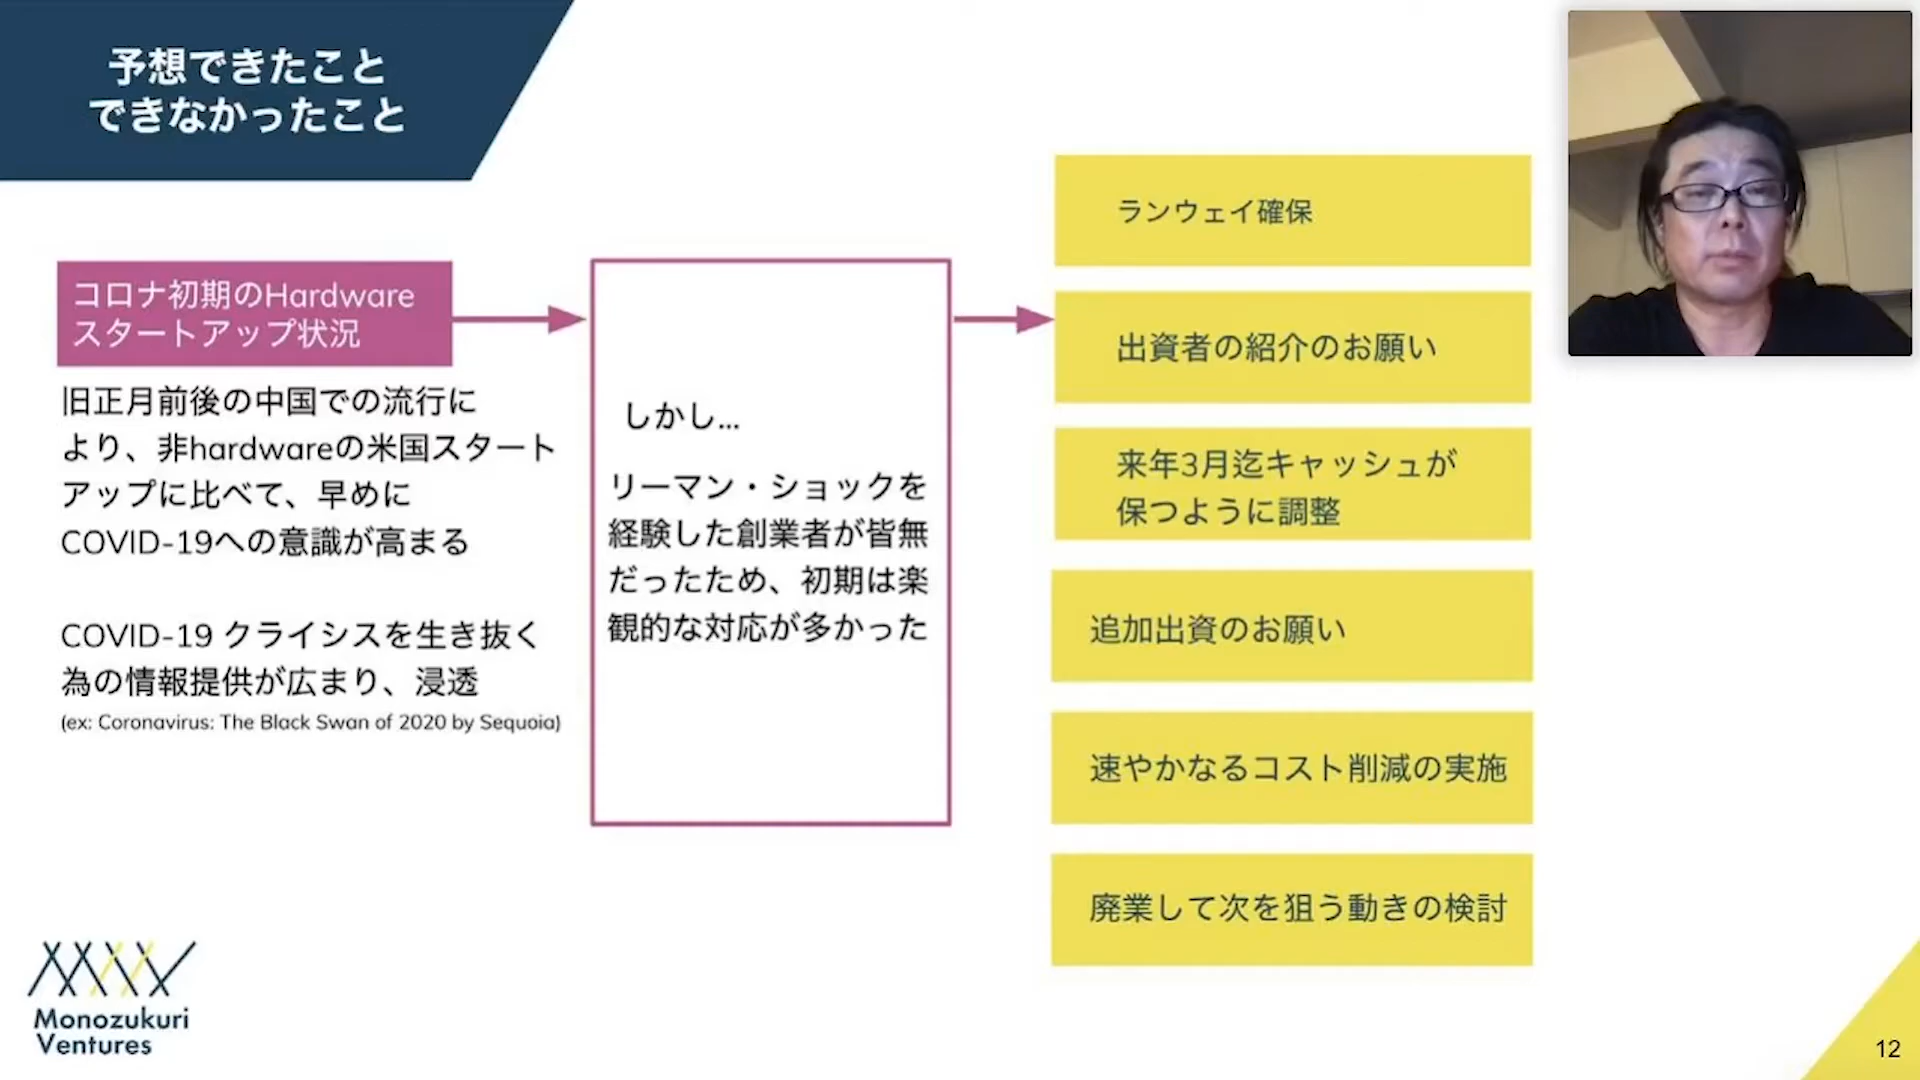 予想できたこと
できなかったこと
コロナ初期のHardware
スタートアップ状況
旧正月前後の中国での流行に
より、非hardwareの米国スタート
アップに比べて、早めに
COVID-19への意識が高まる
COVID-19 クライシスを生き抜く
為の情報提供が広まり、浸透
(ex: Coronavirus: The Black Swan of 2020 by Sequoia)
しかし...
リーマン・ショックを
経験した創業者が皆無
だったため、初期は楽
観的な対応が多かった
ランウェイ確保
出資者の紹介のお願い
来年3月迄キャッシュが
保つように調整
追加出資のお願い
速やかなるコスト削減の実施
廃業して次を狙う動きの検討
Monozukuri
Ventures
12